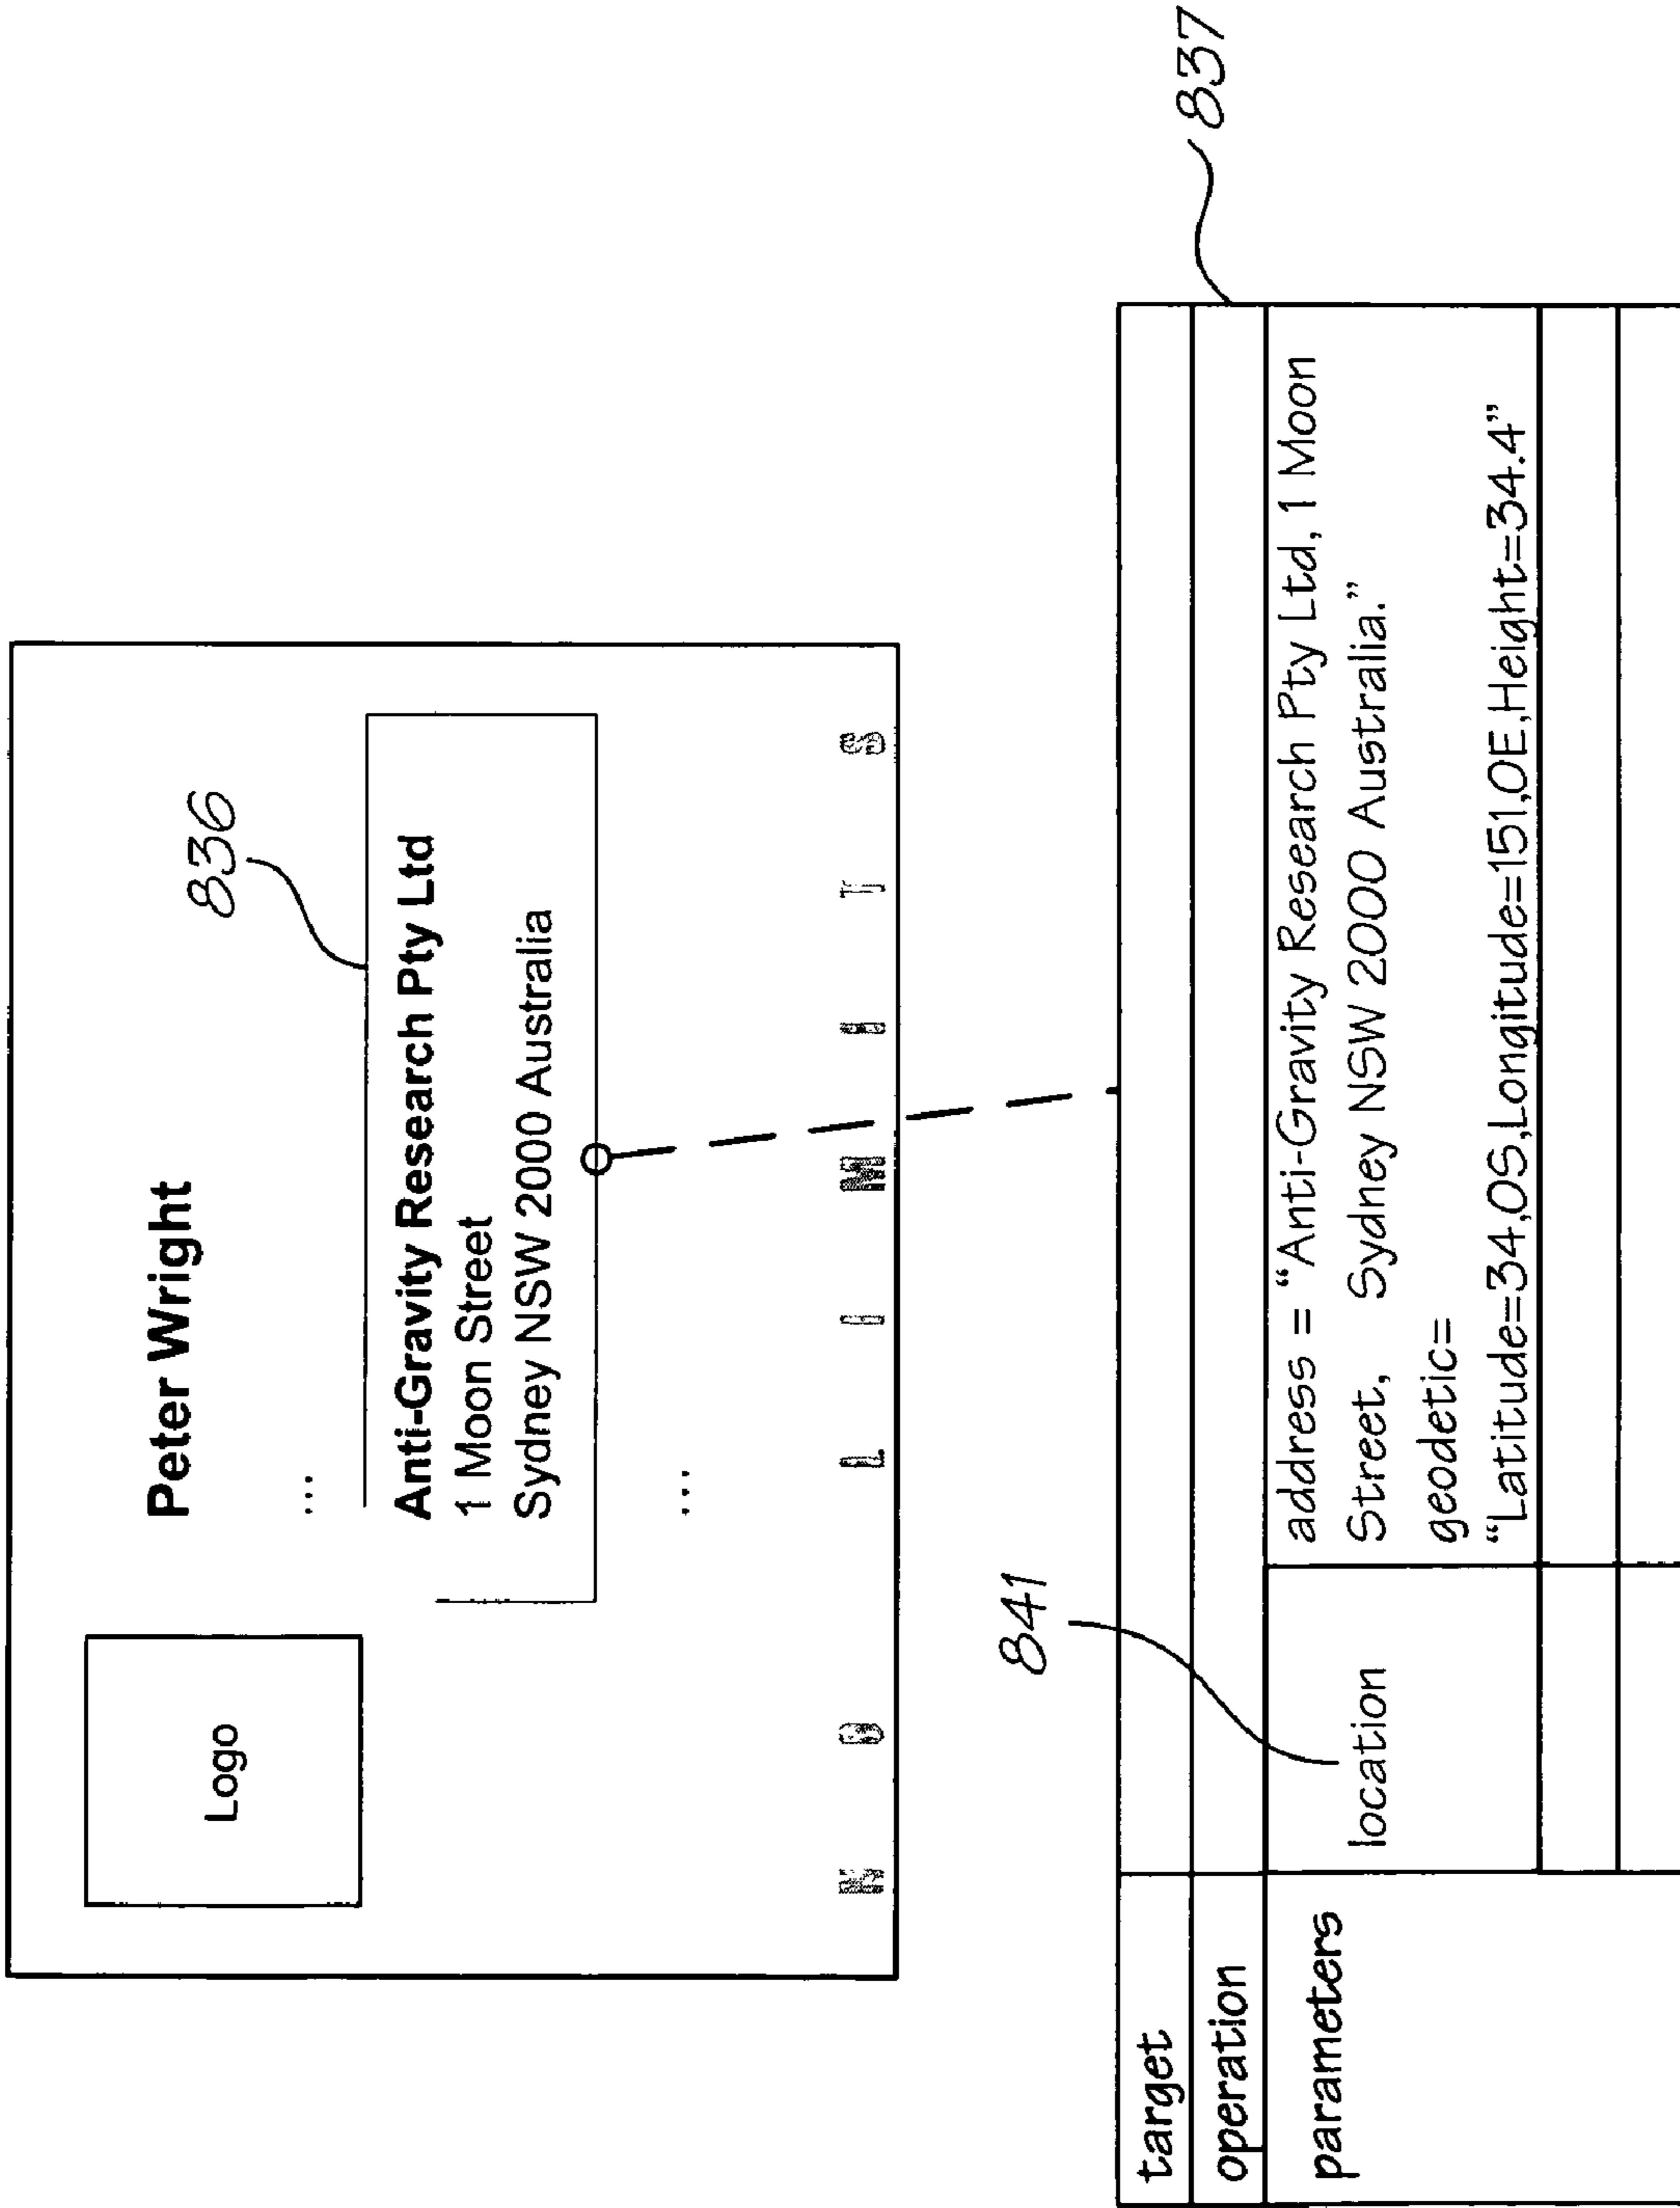 Logo
Peter Wright
836
...
Anti-Gravity Research Pty Ltd
1 Moon Street
Sydney NSW 2000 Australia
...
N O L I M I T S
841
837
target
operation
parameters
location
address = “Anti-Gravity Research Pty Ltd, 1 Moon
Street, Sydney NSW 2000 Australia.”
geodetic=
“Latitude=34,0S,Longitude=151,0E,Height=34.4”